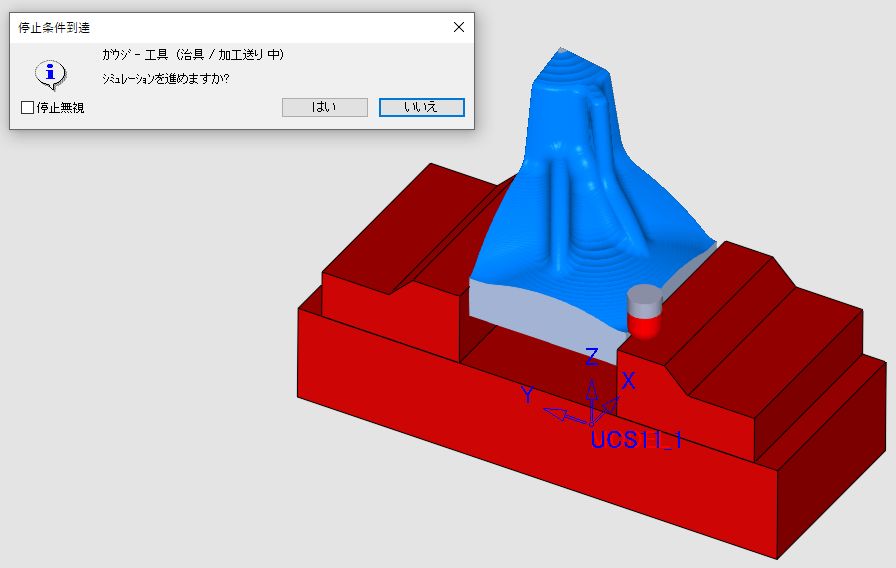 停止条件到達
ガウジ - 工具 (治具 / 加工送り 中)
シミュレーションを進めますか?
停止無視
はい
いいえ
Z
X
Y
UCS11_1